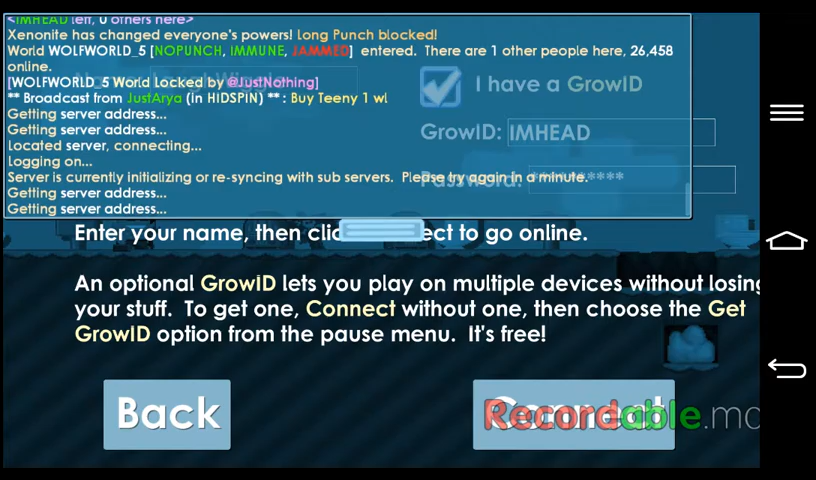 <IMHEAD left, 0 others here>
Xenonite has changed everyone's powers! Long Punch blocked!
World WOLFWORLD_5 [NOPUNCH, IMMUNE, JAMMED] entered. There are 1 other people here, 26,458
online.
[WOLFWORLD_5 World Locked by @JustNothing]
** Broadcast from JustArya (in HIDSPIN) ** : Buy Teeny 1 wl
Getting server address...
Getting server address...
Located server, connecting...
Logging on...
Server is currently initializing or re-syncing with sub servers. Please try again in a minute.
Getting server address...
Getting server address...
I have a GrowID
GrowID: IMHEAD
Password: **********
Enter your name, then clic ect to go online.
An optional GrowID lets you play on multiple devices without losing
your stuff. To get one, Connect without one, then choose the Get
GrowID option from the pause menu. It's free!
Back
Connect
Recordable.mo